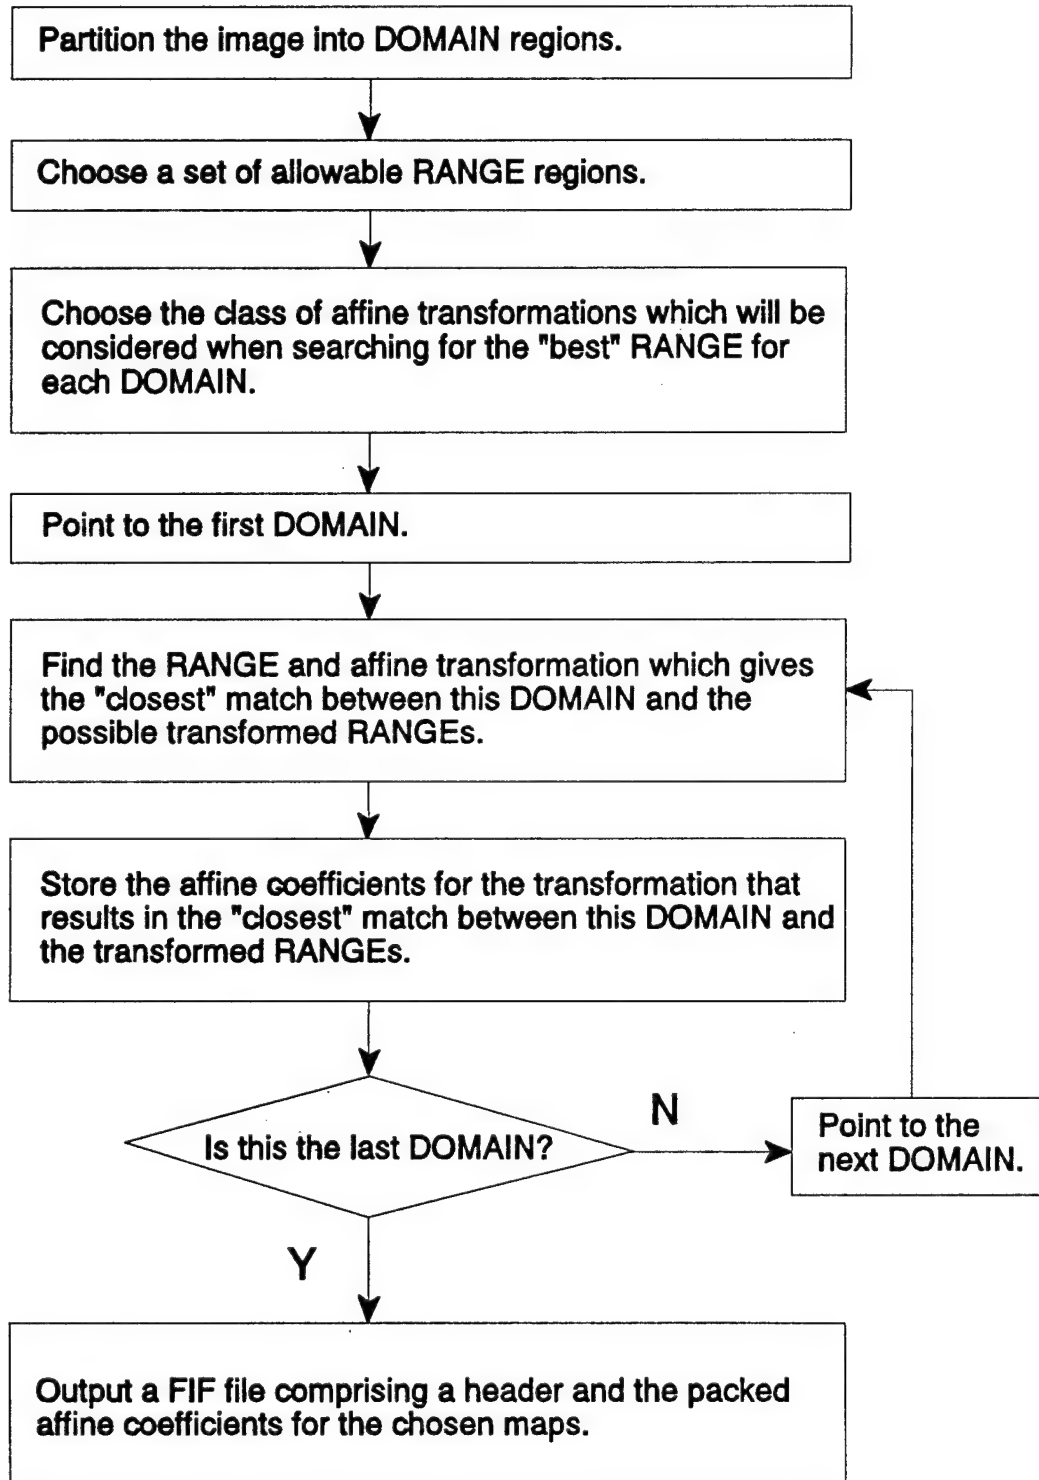 Partition the image into DOMAIN regions.
Choose a set of allowable RANGE regions.
Choose the class of affine transformations which will be
considered when searching for the "best" RANGE for
each DOMAIN.
Point to the first DOMAIN.
Find the RANGE and affine transformation which gives
the "closest" match between this DOMAIN and the
possible transformed RANGEs.
Store the affine coefficients for the transformation that
results in the "closest" match between this DOMAIN and
the transformed RANGEs.
Is this the last DOMAIN?
N
Point to the
next DOMAIN.
Y
Output a FIF file comprising a header and the packed
affine coefficients for the chosen maps.